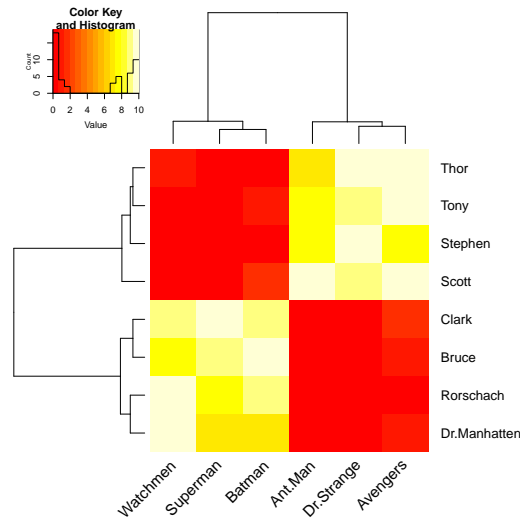 Color Key
and Histogram
Count
0 5 10
0 2 4 6 8 10
Value
Thor
Tony
Stephen
Scott
Clark
Bruce
Rorschach
Dr.Manhatten
Watchmen
Superman
Batman
Ant.Man
Dr.Strange
Avengers